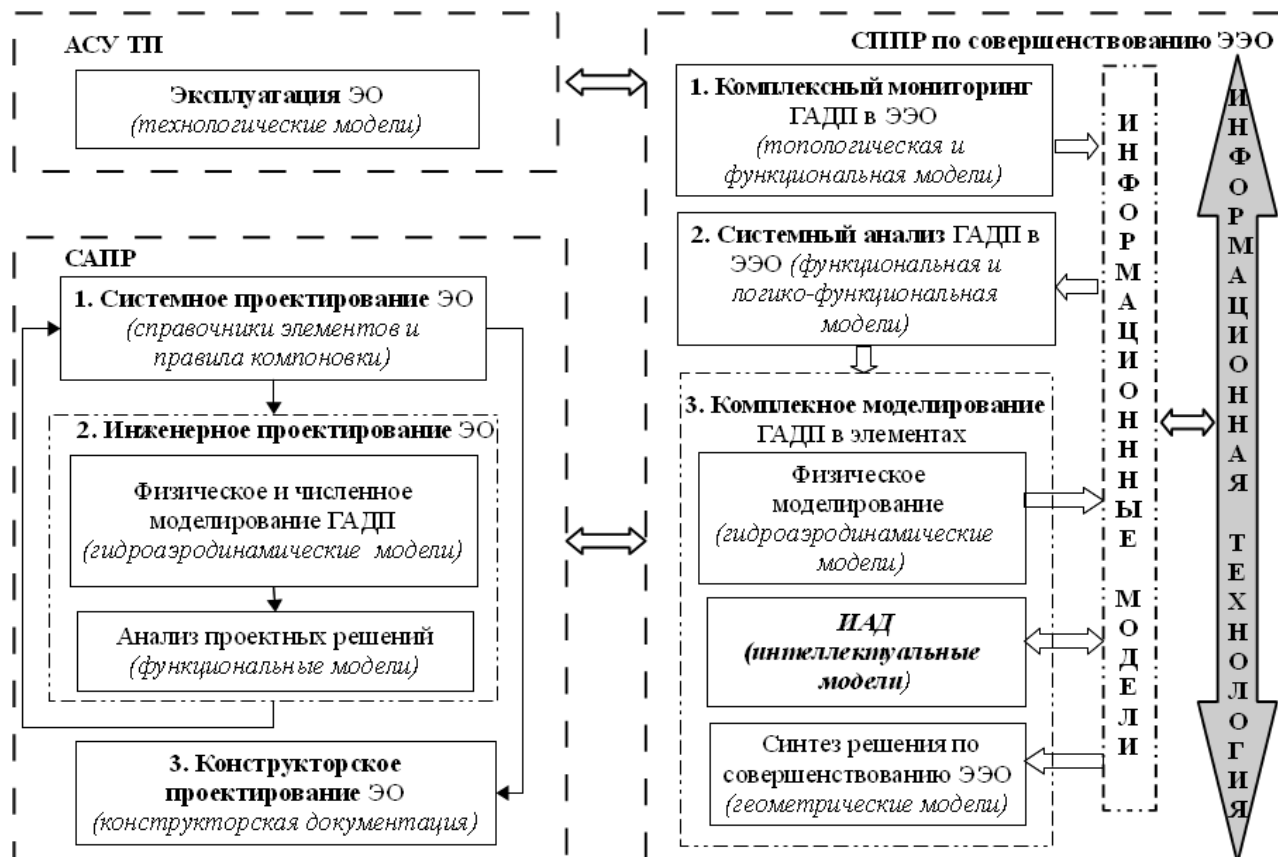 АСУ ТП
Эксплуатация ЭО
(технологические модели)
САПР
1. Системное проектирование ЭО
(справочники элементов и
правила компоновки)
2. Инженерное проектирование ЭО
Физическое и численное
моделирование ГАДП
(гидроаэродинамические модели)
Анализ проектных решений
(функциональные модели)
3. Конструкторское
проектирование ЭО
(конструкторская документация)
СППР по совершенствованию ЭЭО
1. Комплексный мониторинг
ГАДП в ЭЭО
(топологическая и
функциональная модели)
2. Системный анализ ГАДП в
ЭЭО (функциональная и
логико-функциональная
модели)
3. Комплекное моделирование
ГАДП в элементах
Физическое
моделирование
(гидроаэродинамические
модели)
ИАД
(интеллектуальные
модели)
Синтез решения по
совершенствованию ЭЭО
(геометрические модели)
ИНФОРМАЦИОННЫЕ МОДЕЛИ
ИНФОРМАЦИОННАЯ ТЕХНОЛОГИЯ